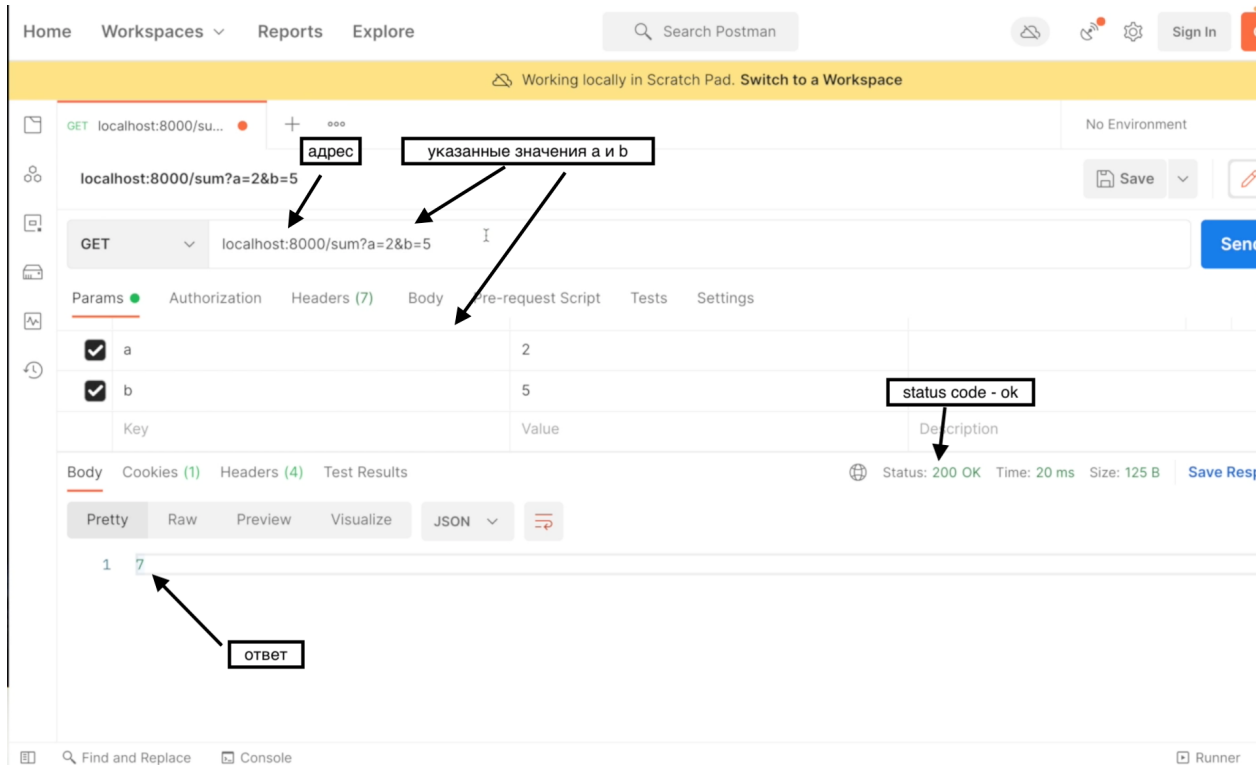 Home Workspaces Reports Explore Search Postman Sign In
Working locally in Scratch Pad. Switch to a Workspace
GET localhost:8000/su... No Environment
адрес указанные значения a и b
localhost:8000/sum?a=2&b=5 Save
GET localhost:8000/sum?a=2&b=5 Send
Params Authorization Headers (7) Body Pre-request Script Tests Settings
a 2
b 5
status code - ok
Key Value Description
Body Cookies (1) Headers (4) Test Results Status: 200 OK Time: 20 ms Size: 125 B Save Resp
Pretty Raw Preview Visualize JSON
1 7
ответ
Find and Replace Console Runner